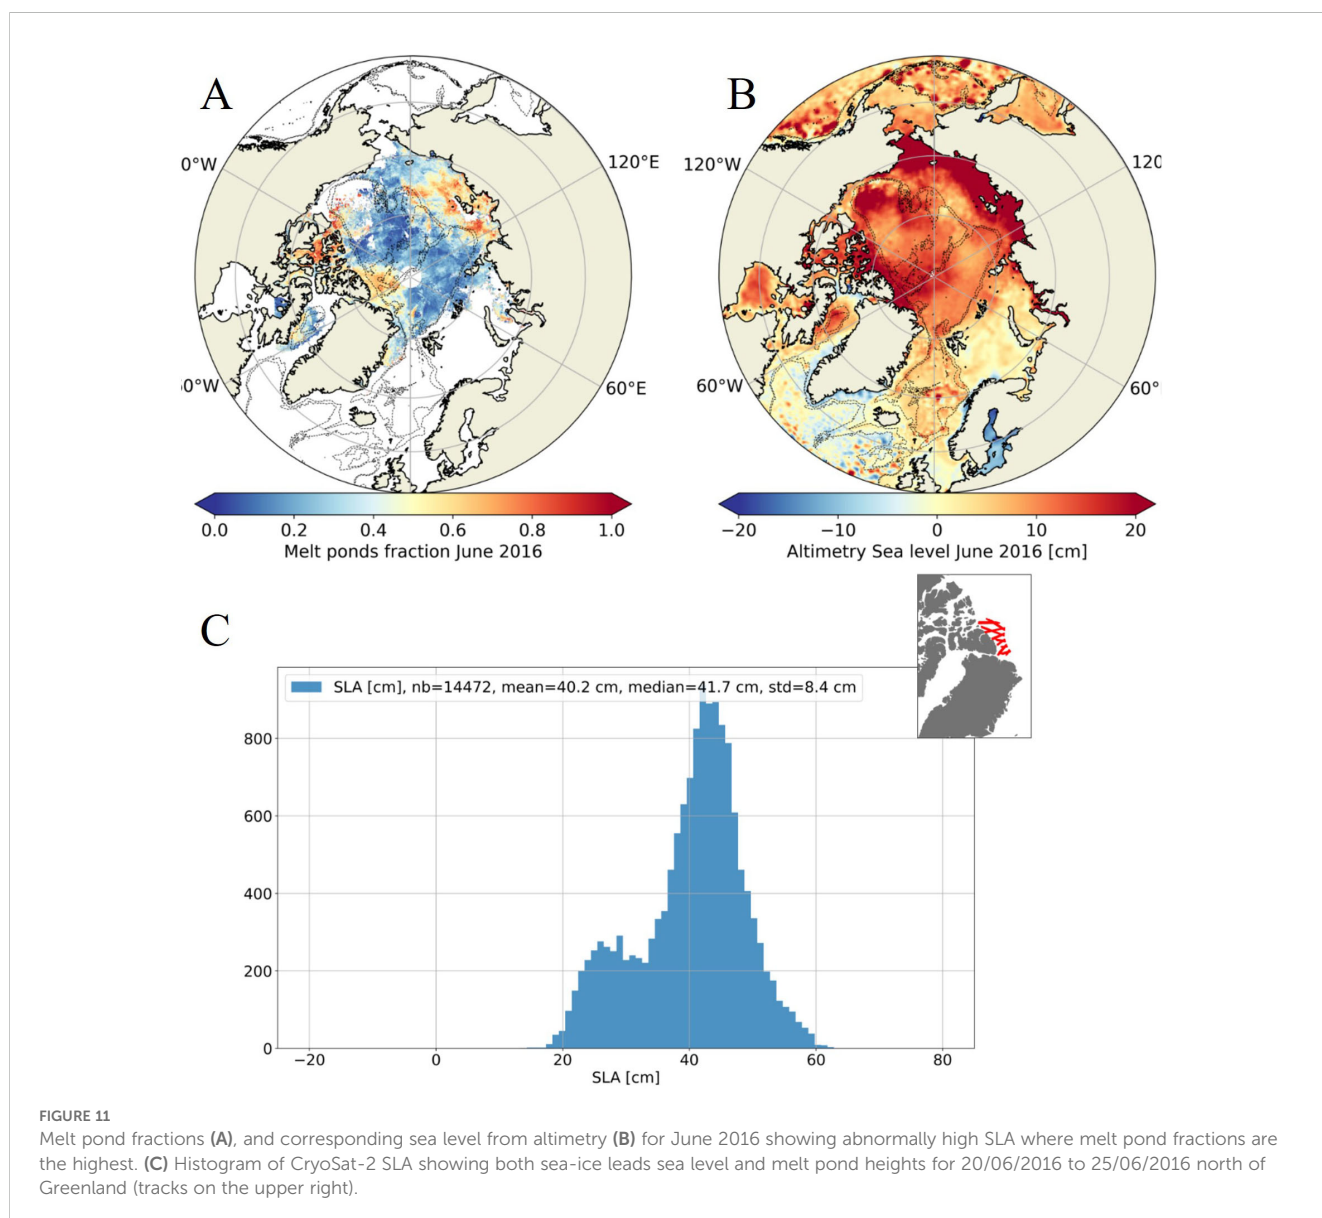 A
B
0°W
120°E
120°W
120
60°W
60°E
60°W
60°
0.0 0.2 0.4 0.6 0.8 1.0
Melt ponds fraction June 2016
−20 −10 0 10 20
Altimetry Sea level June 2016 [cm]
C
SLA [cm], nb=14472, mean=40.2 cm, median=41.7 cm, std=8.4 cm
800
600
400
200
0
−20 0 20 40 60 80
SLA [cm]
FIGURE 11
Melt pond fractions (A), and corresponding sea level from altimetry (B) for June 2016 showing abnormally high SLA where melt pond fractions are
the highest. (C) Histogram of CryoSat-2 SLA showing both sea-ice leads sea level and melt pond heights for 20/06/2016 to 25/06/2016 north of
Greenland (tracks on the upper right).